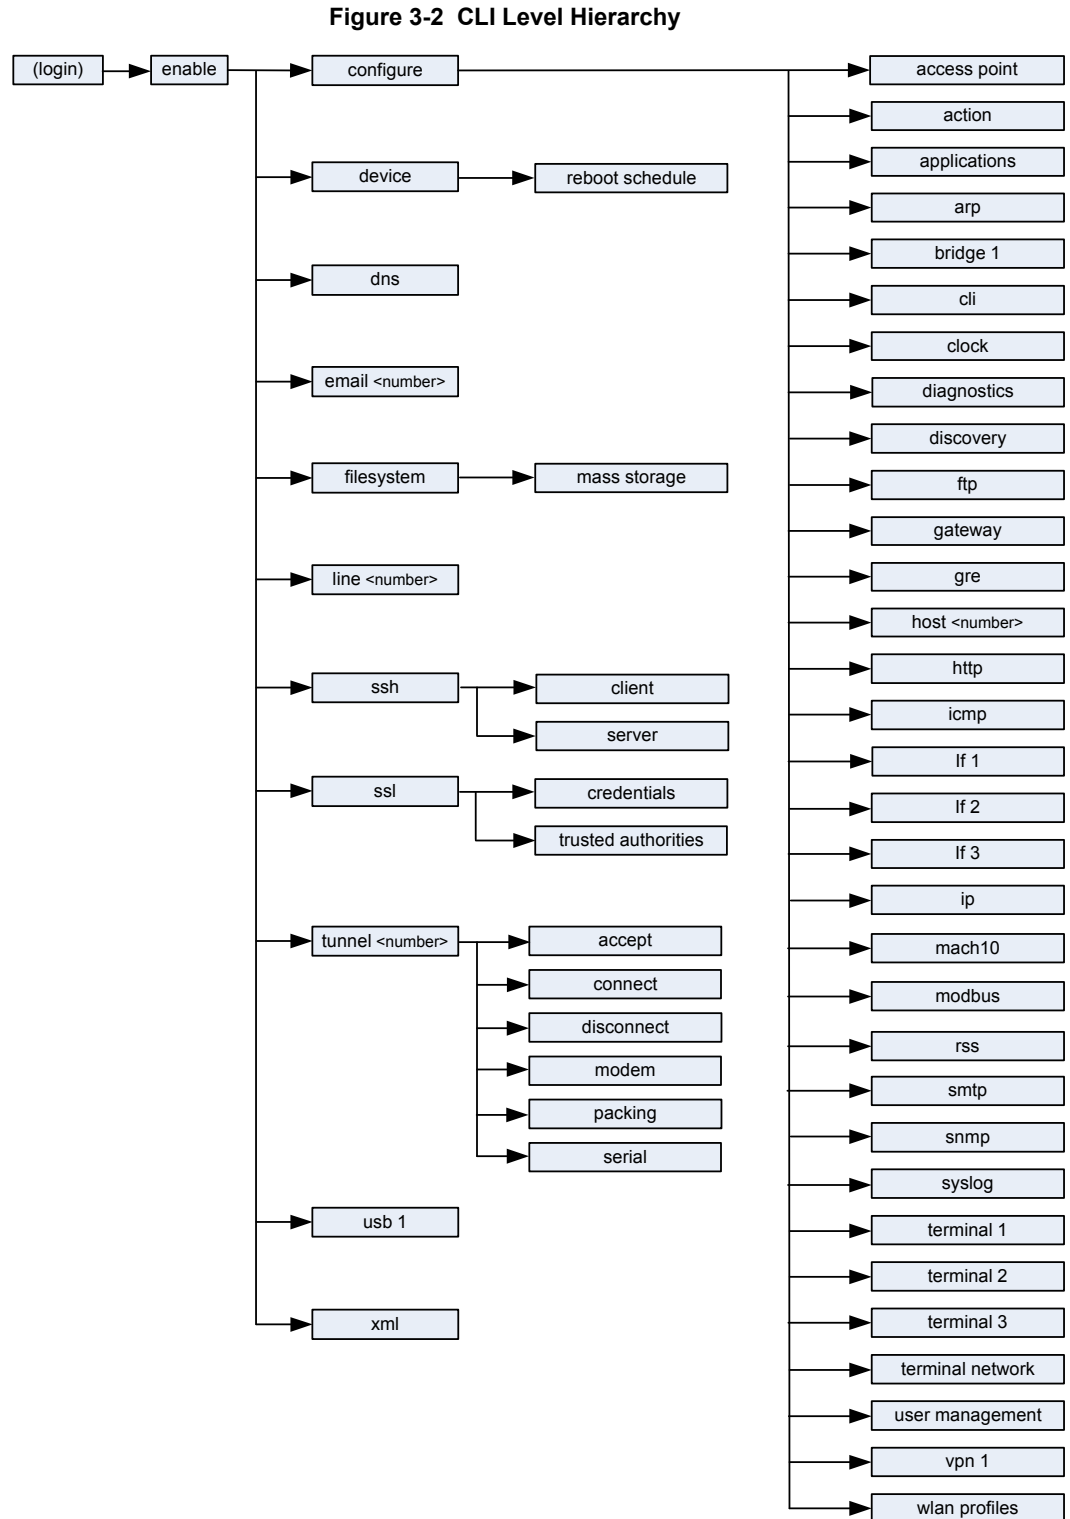 Figure 3-2 CLI Level Hierarchy
(login)
enable
configure
device
reboot schedule
dns
email <number>
filesystem
mass storage
line <number>
ssh
client
server
ssl
credentials
trusted authorities
tunnel <number>
accept
connect
disconnect
modem
packing
serial
usb 1
xml
access point
action
applications
arp
bridge 1
cli
clock
diagnostics
discovery
ftp
gateway
gre
host <number>
http
icmp
If 1
If 2
If 3
ip
mach10
modbus
rss
smtp
snmp
syslog
terminal 1
terminal 2
terminal 3
terminal network
user management
vpn 1
wlan profiles